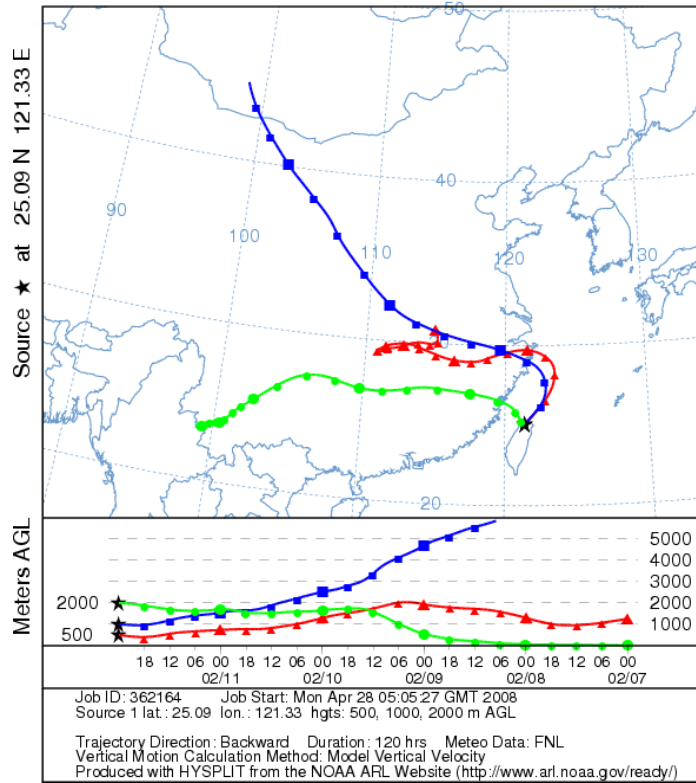 50
40
90
100
110
120
130
20
Source ★ at 25.09 N 121.33 E
Meters AGL
5000
4000
3000
2000 2000
1000
500
18 12 06 00 18 12 06 00 18 12 06 00 18 12 06 00 18 12 06 00
02/11 02/10 02/09 02/08 02/07
Job ID: 362164 Job Start: Mon Apr 28 05:05:27 GMT 2008
Source 1 lat.: 25.09 lon.: 121.33 hgts: 500, 1000, 2000 m AGL
Trajectory Direction: Backward Duration: 120 hrs Meteo Data: FNL
Vertical Motion Calculation Method: Model Vertical Velocity
Produced with HYSPLIT from the NOAA ARL Website (http://www.arl.noaa.gov/ready/)